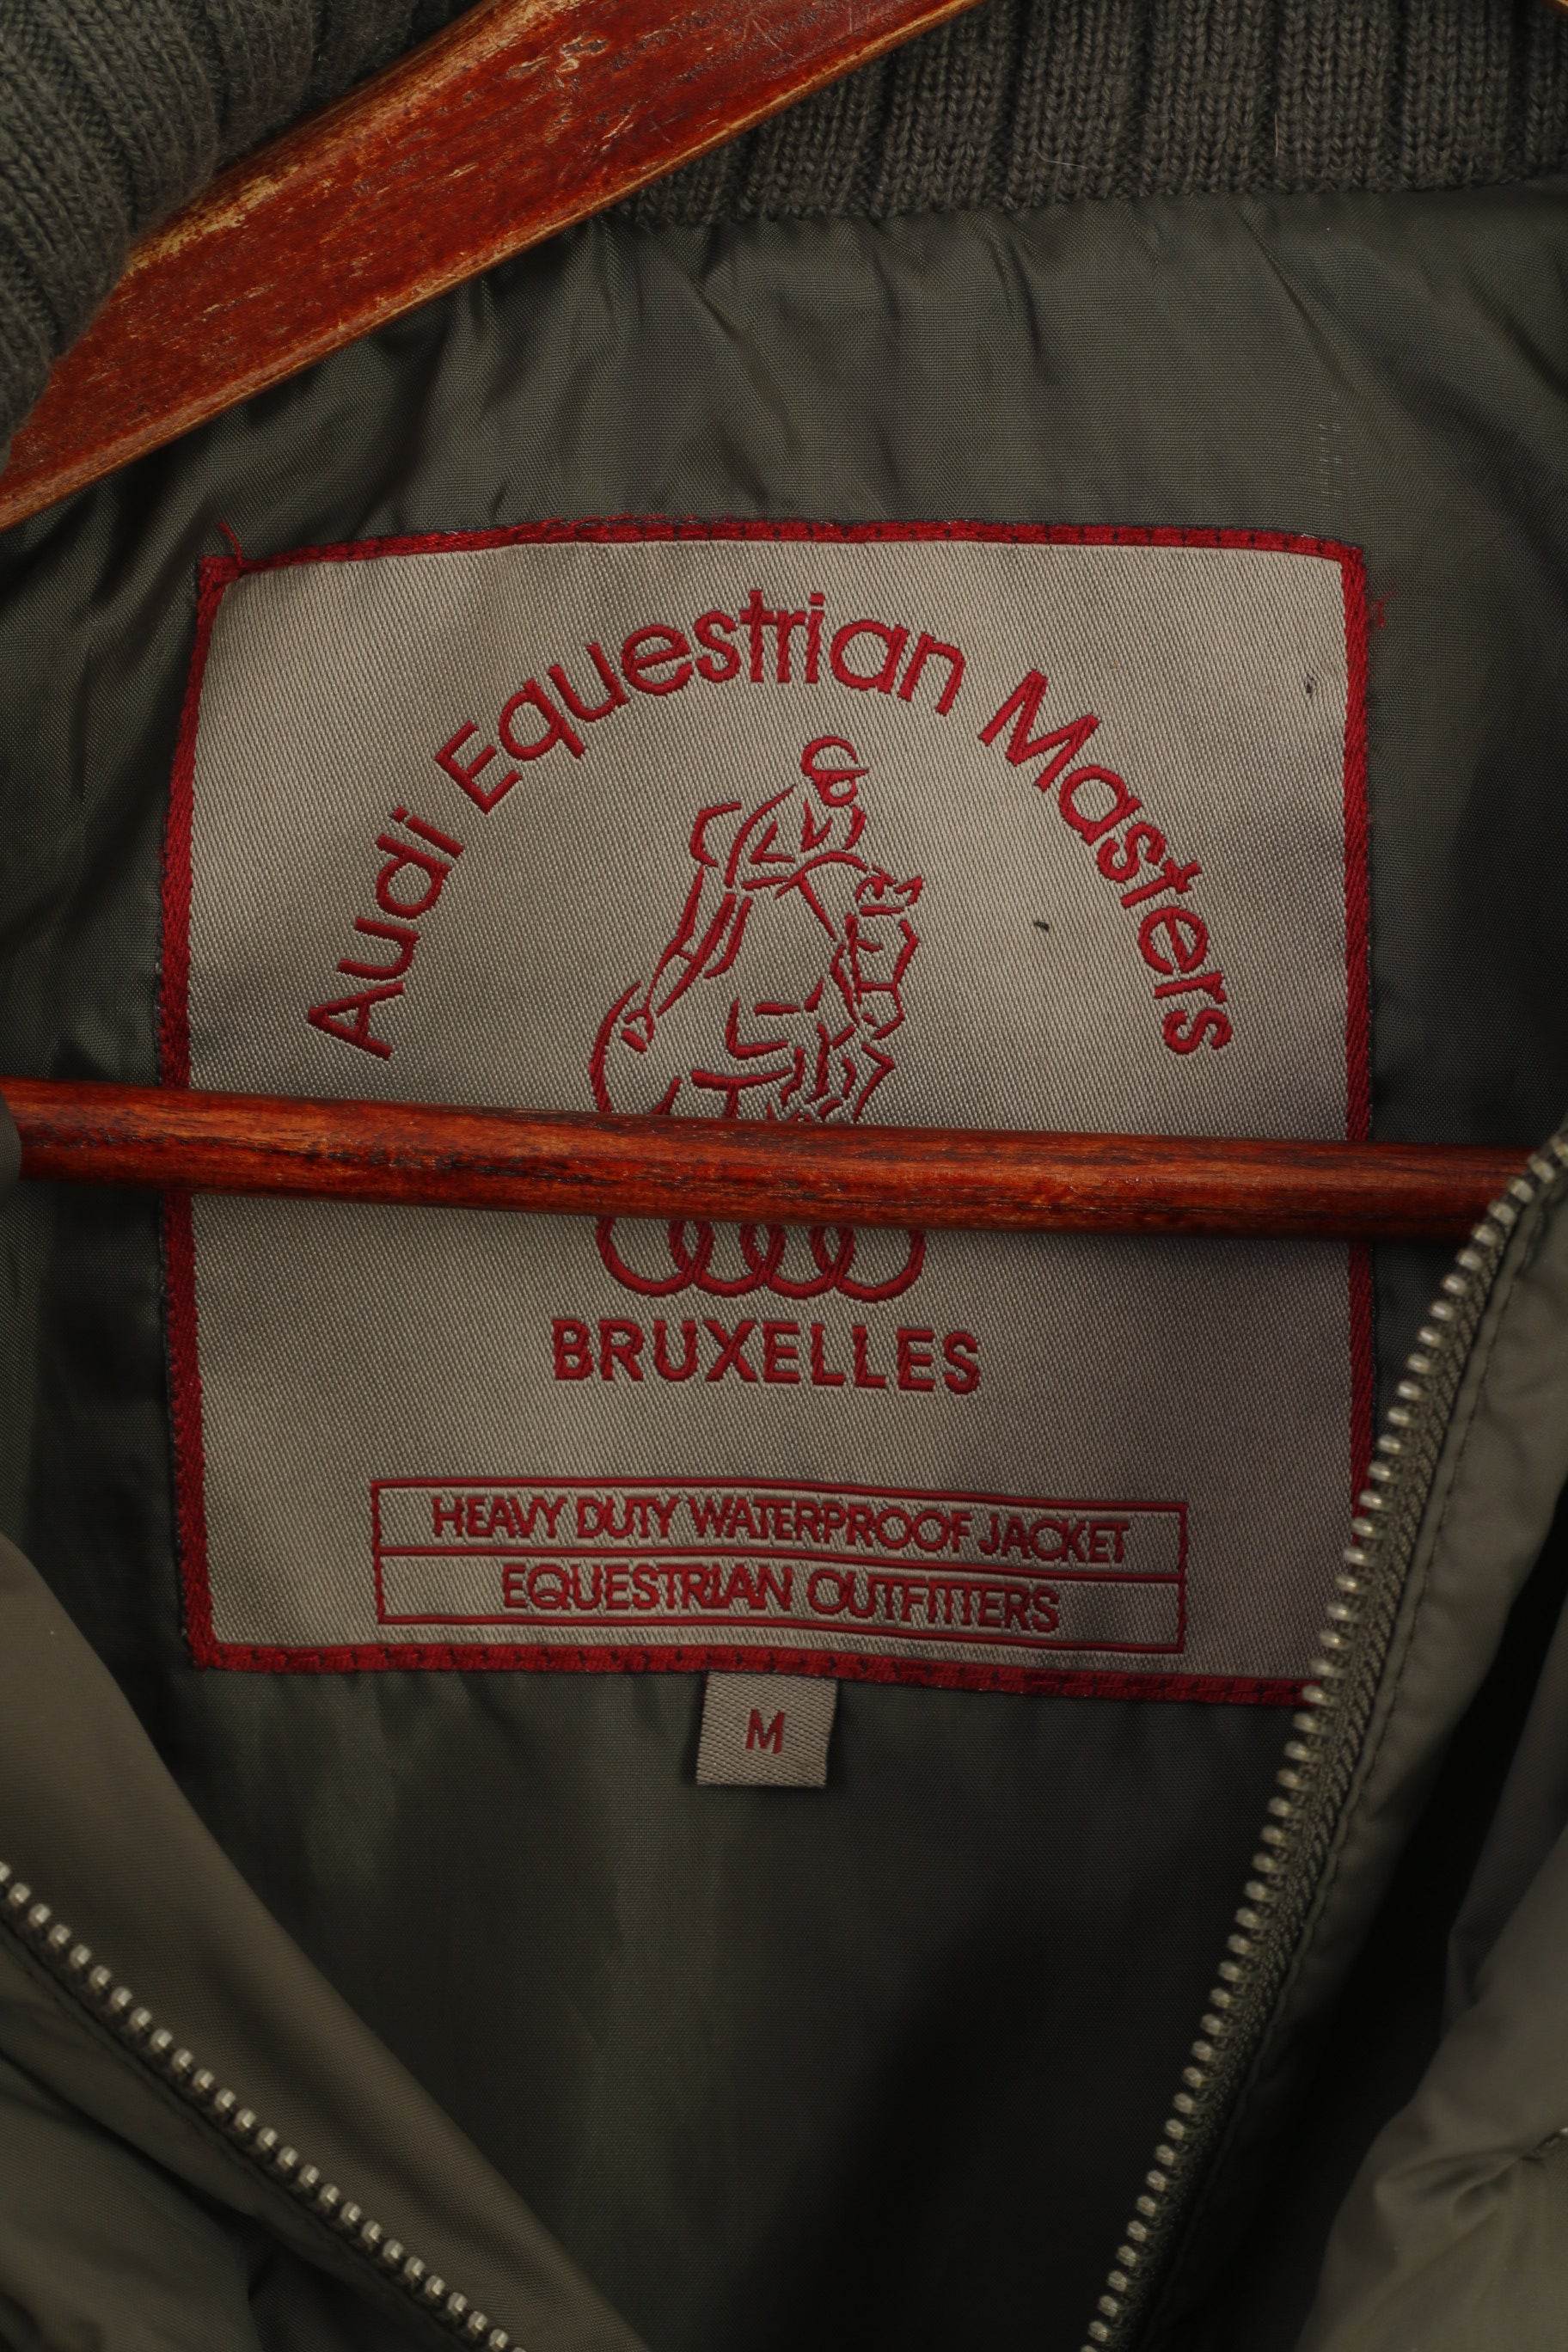 Audi Equestrian Masters
BRUXELLES
HEAVY DUTY WATERPROOF JACKET
EQUESTRIAN OUTFITTERS
M